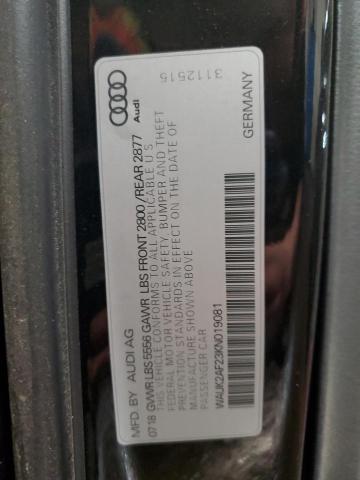 3112515
Audi
MFD BY AUDI AG
07.18 GVWR LBS 5556 GAWR LBS FRONT 2800 / REAR 2877
THIS VEHICLE CONFORMS TO ALL APPLICABLE U S
FEDERAL MOTOR VEHICLE SAFETY, BUMPER AND THEFT
PREVENTION STANDARDS IN EFFECT ON THE DATE OF
MANUFACTURE SHOWN ABOVE
PASSENGER CAR
WAUK2AF23KN019081
GERMANY